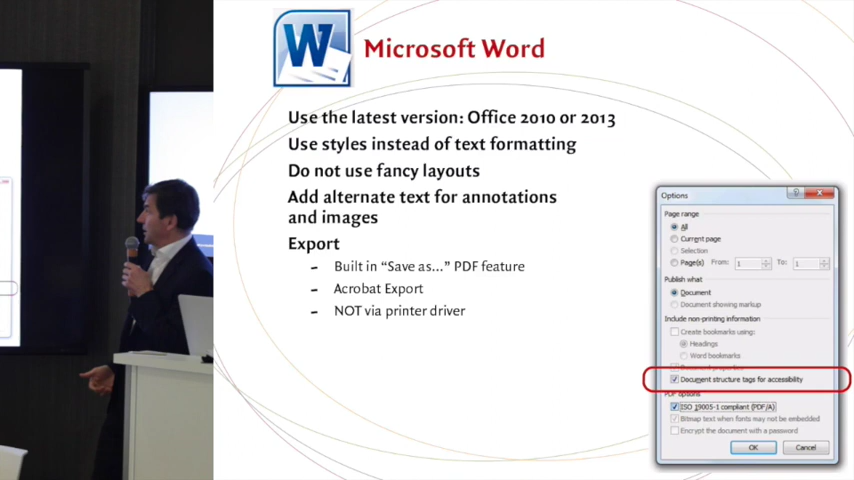 W
Microsoft Word
Use the latest version: Office 2010 or 2013
Use styles instead of text formatting
Do not use fancy layouts
Add alternate text for annotations
and images
Export
- Built in “Save as...” PDF feature
- Acrobat Export
- NOT via printer driver
Options
Page range
All
Current page
Selection
Page(s) From: 1 To: 1
Publish what
Document
Document showing markup
Include non-printing information
Create bookmarks using:
Headings
Word bookmarks
Document properties
Document structure tags for accessibility
PDF options
ISO 19005-1 compliant (PDF/A)
Bitmap text when fonts may not be embedded
Encrypt the document with a password
OK Cancel